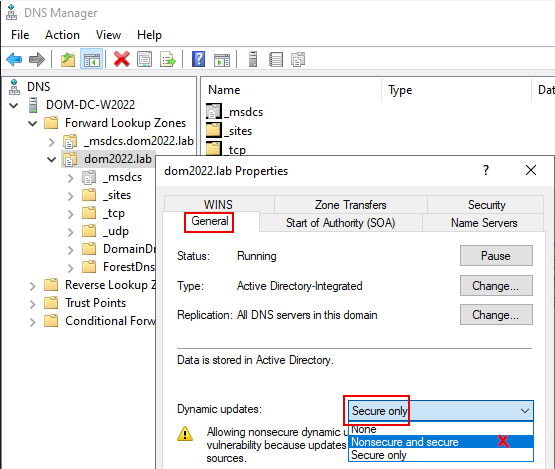 DNS Manager
File Action View Help
DNS
DOM-DC-W2022
Forward Lookup Zones
_msdcs.dom2022.lab
dom2022.lab
_msdcs
_sites
_tcp
_udp
DomainDn
ForestDns
Reverse Lookup Z
Trust Points
Conditional Forw
Name Type Da
_msdcs
_sites
_tcp
dom2022.lab Properties
WINS Zone Transfers Security
General Start of Authority (SOA) Name Servers
Status: Running Pause
Type: Active Directory-Integrated Change...
Replication: All DNS servers in this domain Change...
Data is stored in Active Directory.
Dynamic updates: Secure only
None
Nonsecure and secure X
Secure only
Allowing nonsecure dynamic u
vulnerability because updates
sources.